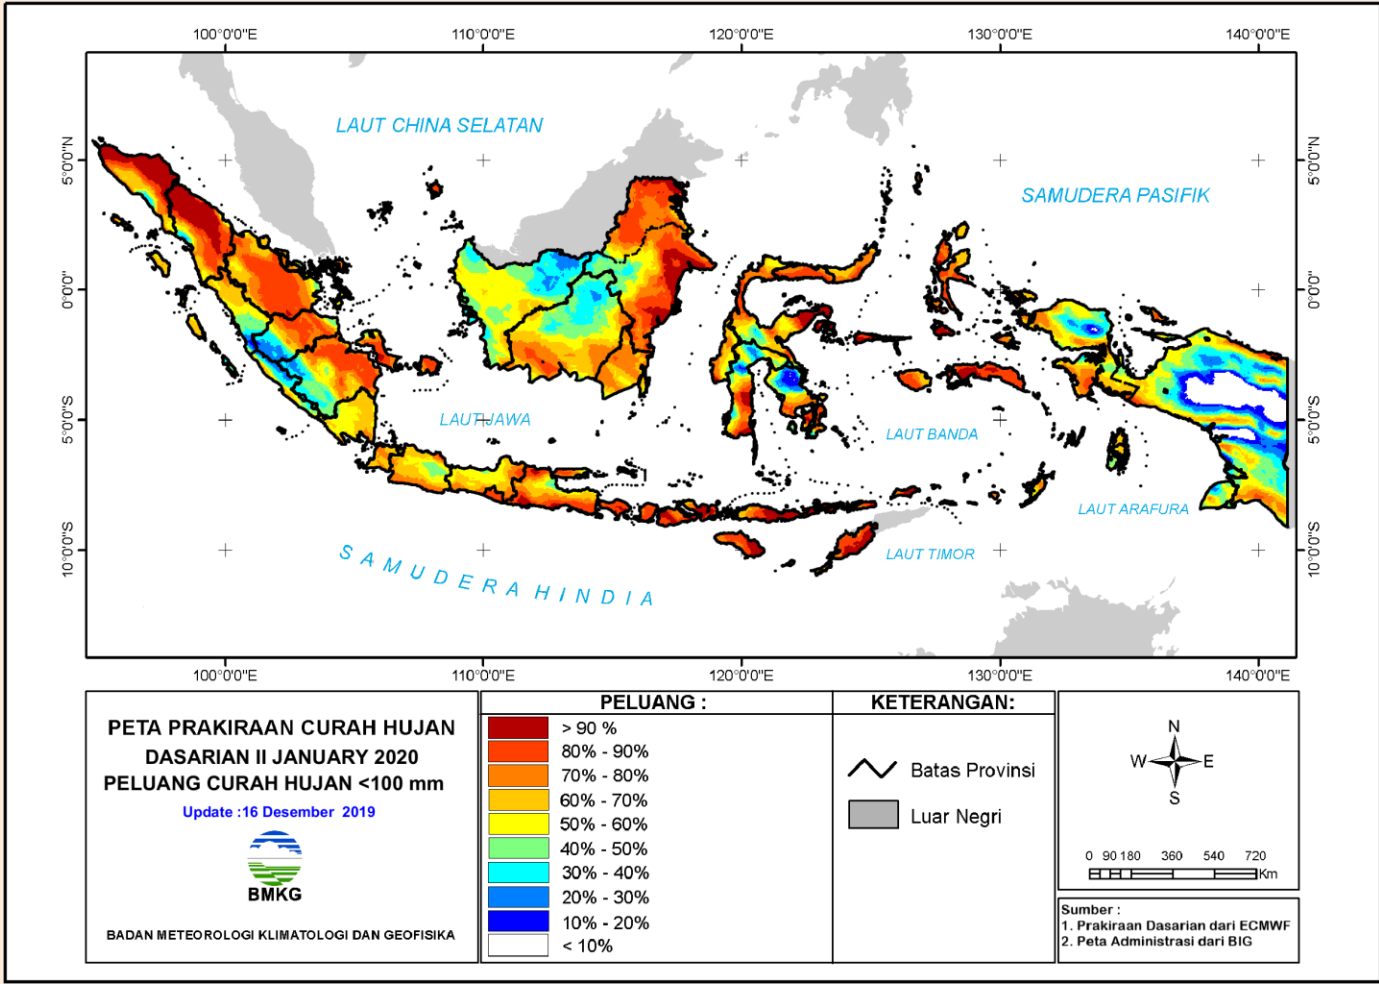 100°0'0"E 110°0'0"E 120°0'0"E 130°0'0"E 140°0'0"E
5°0'0"N
0°0'0"
5°0'0"S
10°0'0"S
LAUT CHINA SELATAN
SAMUDERA PASIFIK
LAUT JAWA
LAUT BANDA
LAUT ARAFURA
LAUT TIMOR
SAMUDERA HINDIA
5°0'0"N
0°0'0"
5°0'0"S
10°0'0"S
100°0'0"E 110°0'0"E 120°0'0"E 130°0'0"E 140°0'0"E
PETA PRAKIRAAN CURAH HUJAN
DASARIAN II JANUARY 2020
PELUANG CURAH HUJAN <100 mm
Update :16 Desember 2019
BMKG
BADAN METEOROLOGI KLIMATOLOGI DAN GEOFISIKA
PELUANG :
> 90 %
80% - 90%
70% - 80%
60% - 70%
50% - 60%
40% - 50%
30% - 40%
20% - 30%
10% - 20%
< 10%
KETERANGAN:
Batas Provinsi
Luar Negri
N
W E
S
0 90 180 360 540 720
Km
Sumber :
1. Prakiraan Dasarian dari ECMWF
2. Peta Administrasi dari BIG